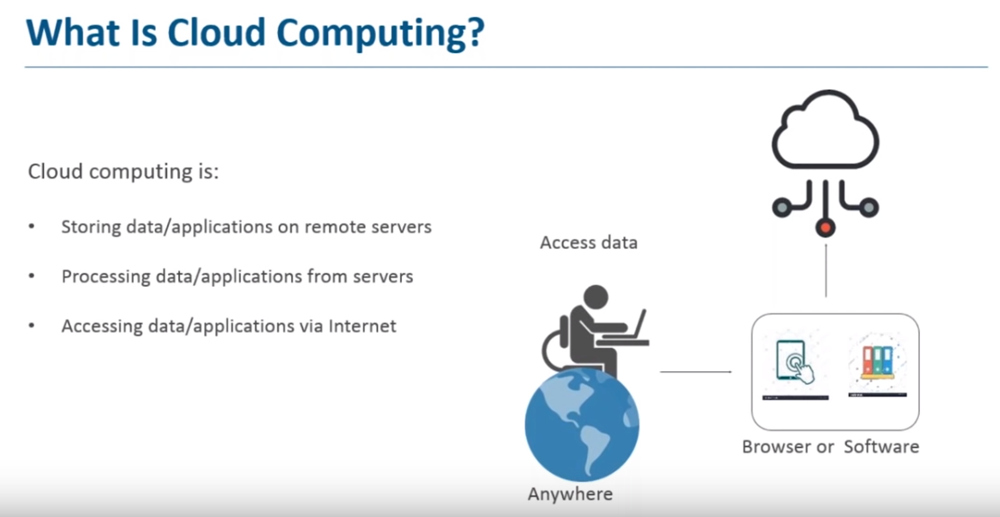 What Is Cloud Computing?
Cloud computing is:
• Storing data/applications on remote servers
• Processing data/applications from servers
• Accessing data/applications via Internet
Access data
Browser or Software
Anywhere